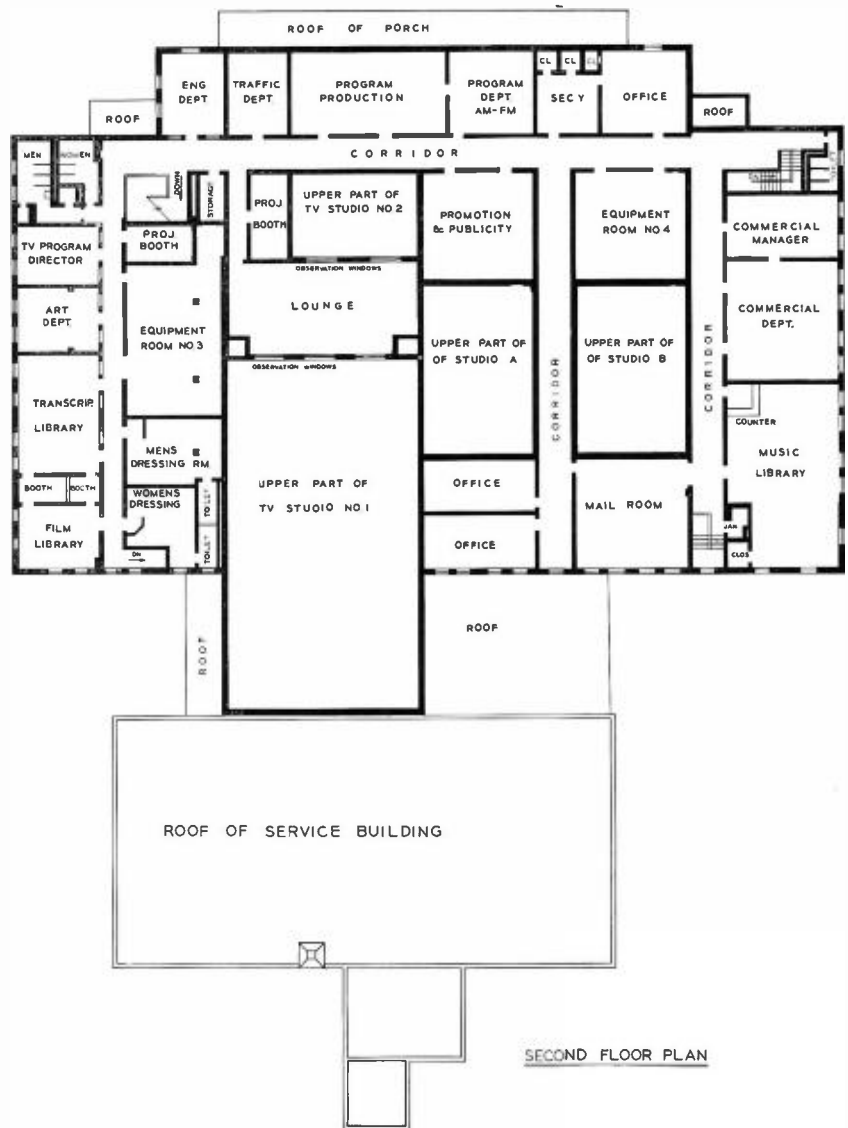 ROOF OF PORCH
CL
CL
CL
ENG
DEPT
TRAFFIC
DEPT.
PROGRAM
PRODUCTION
PROGRAM
DEPT
AM-FM
SEC Y
OFFICE
ROOF
ROOF
MEN
WOMEN
CORRIDOR
DOWN
STORAGE
PROJ
BOOTH
UPPER PART OF
TV STUDIO NO. 2
PROMOTION
& PUBLICITY
EQUIPMENT
ROOM NO. 4
COMMERCIAL
MANAGER
TV PROGRAM
DIRECTOR
PROJ
BOOTH
OBSERVATION WINDOWS
LOUNGE
ART
DEPT.
EQUIPMENT
ROOM NO. 3
UPPER PART OF
OF STUDIO A
UPPER PART OF
OF STUDIO B
COMMERCIAL
DEPT.
CORRIDOR
CORRIDOR
OBSERVATION WINDOWS
TRANSCRIP.
LIBRARY
COUNTER
MUSIC
LIBRARY
MENS
DRESSING RM
UPPER PART OF
TV STUDIO NO. 1
OFFICE
MAIL ROOM
BOOTH
BOOTH
WOMENS
DRESSING
TOILET
FILM
LIBRARY
DN
TOILET
OFFICE
JAN
CLOS
ROOF
ROOF
ROOF OF SERVICE BUILDING
SECOND FLOOR PLAN